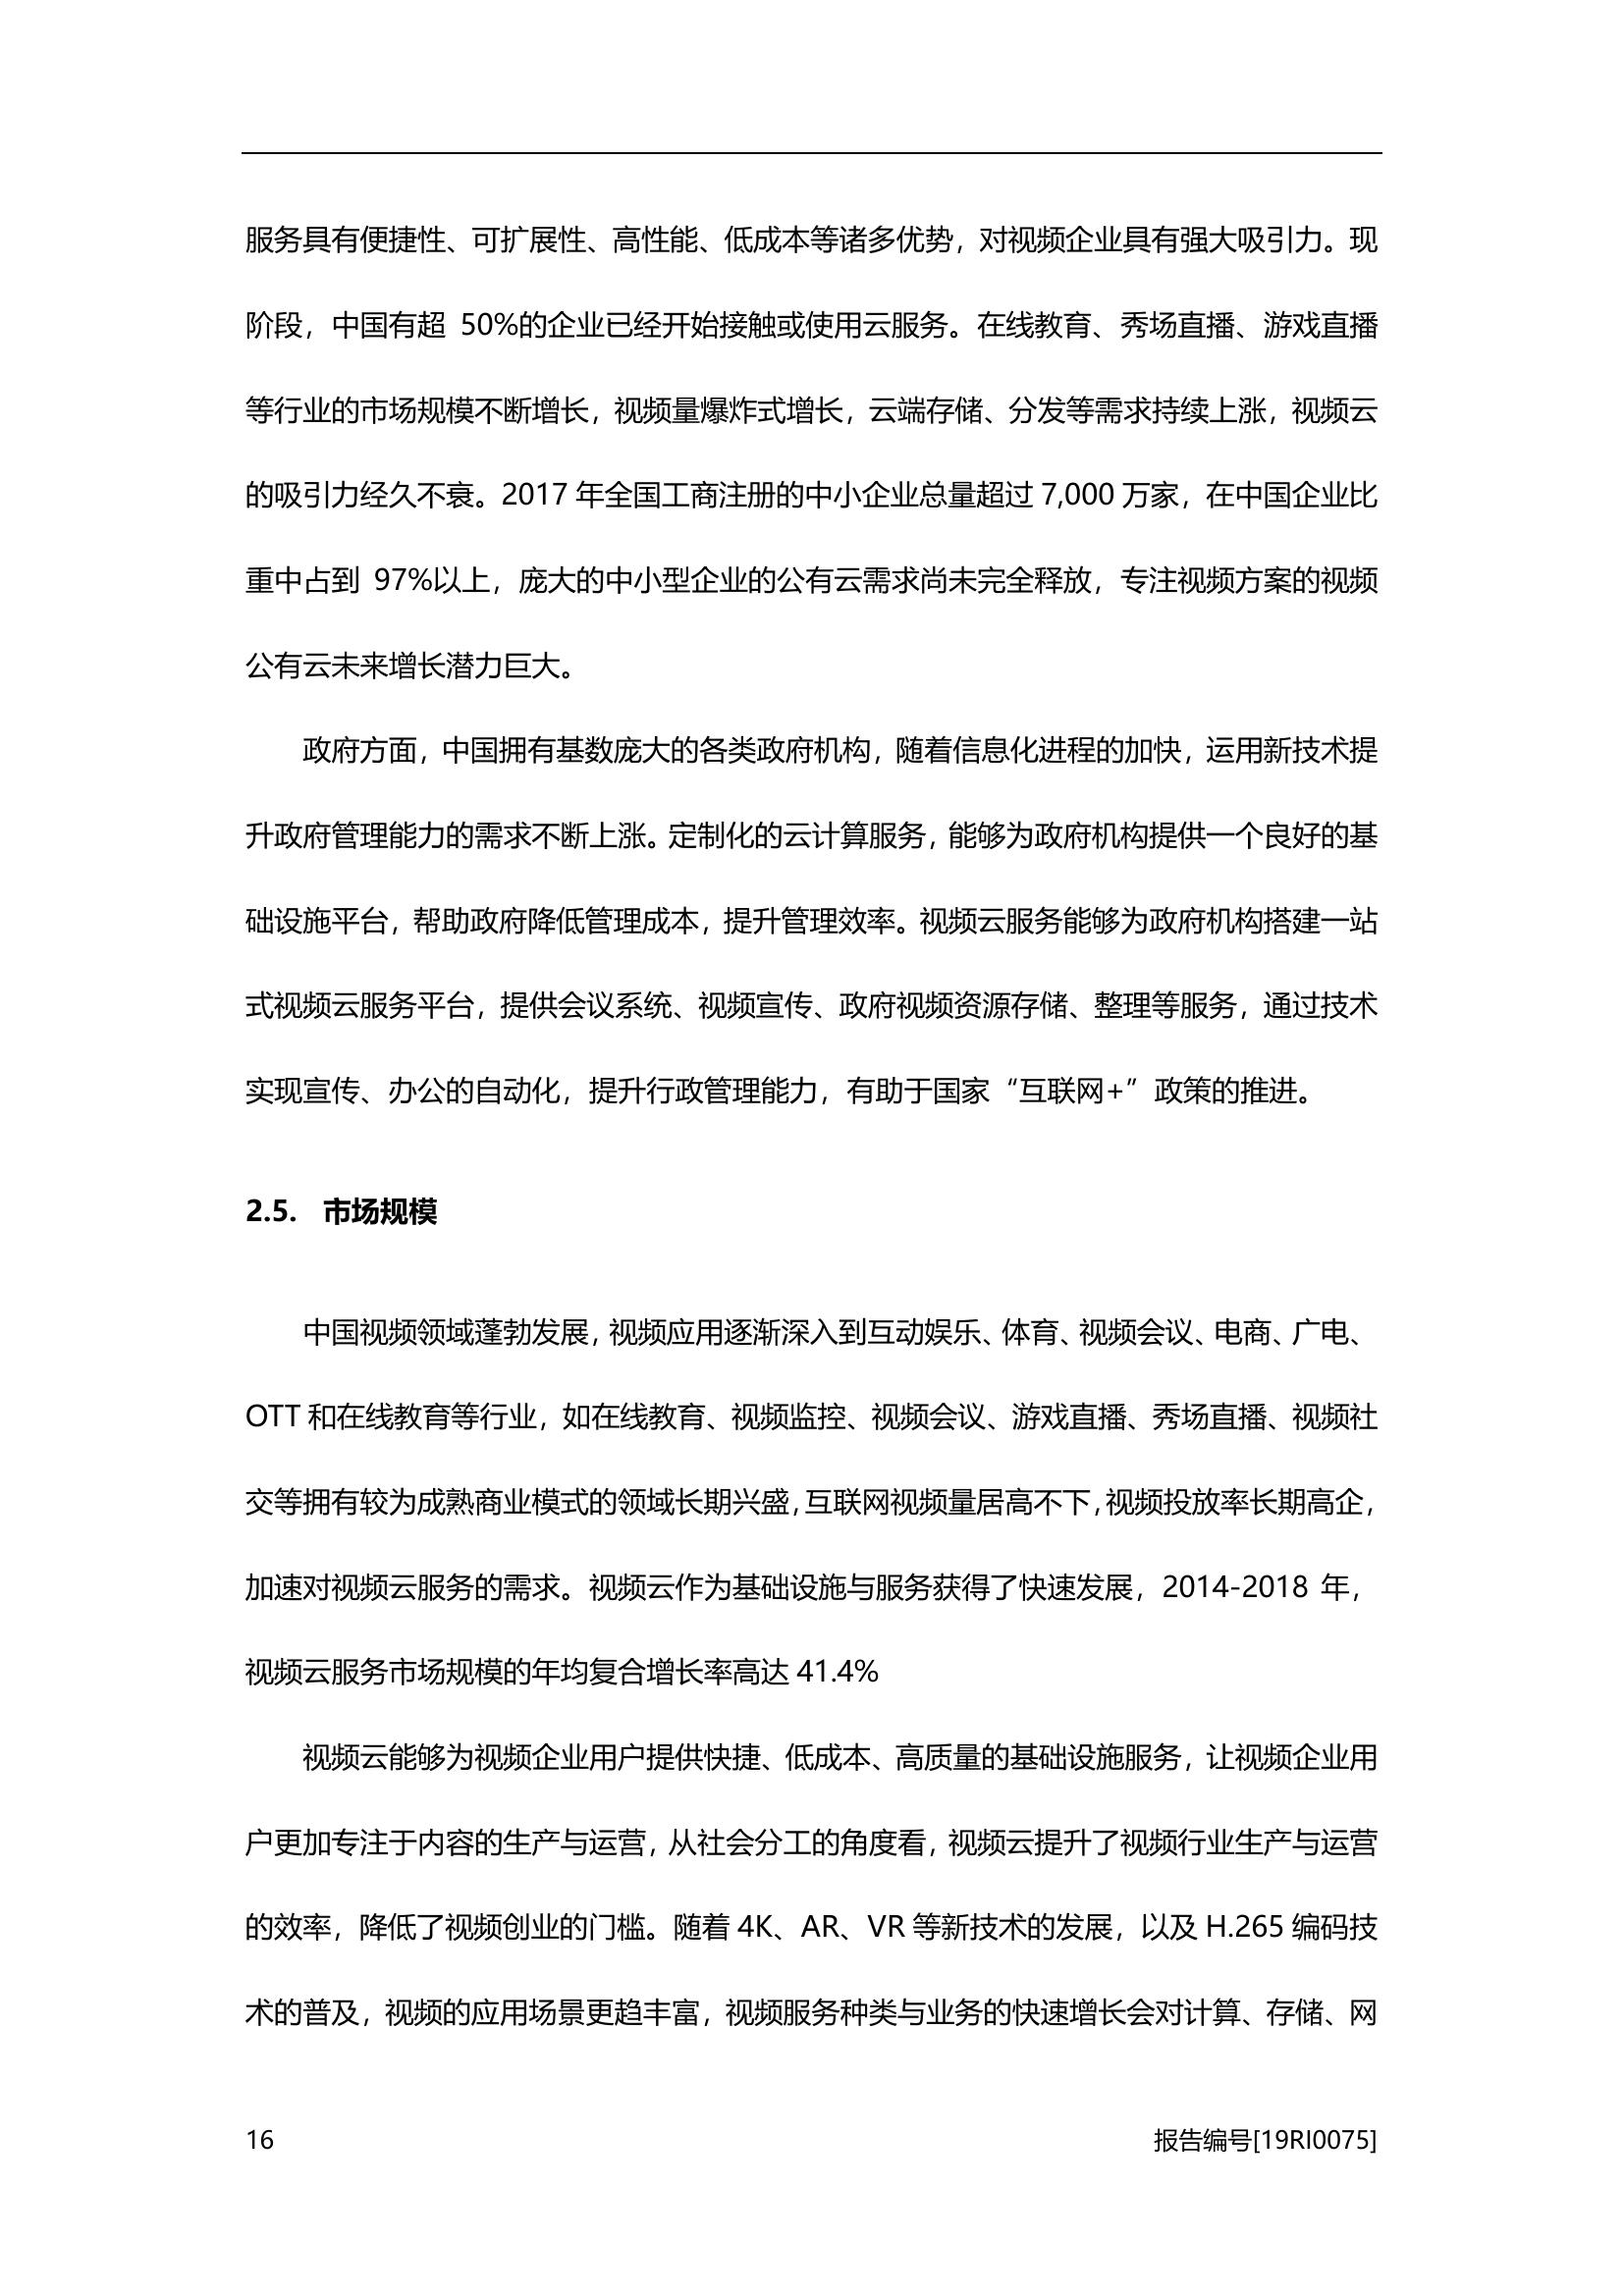 服务具有便捷性、可扩展性、高性能、低成本等诸多优势，对视频企业具有强大吸引力。现
阶段，中国有超 50%的企业已经开始接触或使用云服务。在线教育、秀场直播、游戏直播
等行业的市场规模不断增长，视频量爆炸式增长，云端存储、分发等需求持续上涨，视频云
的吸引力经久不衰。2017 年全国工商注册的中小企业总量超过 7,000 万家，在中国企业比
重中占到 97%以上，庞大的中小型企业的公有云需求尚未完全释放，专注视频方案的视频
公有云未来增长潜力巨大。
政府方面，中国拥有基数庞大的各类政府机构，随着信息化进程的加快，运用新技术提
升政府管理能力的需求不断上涨。定制化的云计算服务，能够为政府机构提供一个良好的基
础设施平台，帮助政府降低管理成本，提升管理效率。视频云服务能够为政府机构搭建一站
式视频云服务平台，提供会议系统、视频宣传、政府视频资源存储、整理等服务，通过技术
实现宣传、办公的自动化，提升行政管理能力，有助于国家“互联网+”政策的推进。
2.5. 市场规模
中国视频领域蓬勃发展，视频应用逐渐深入到互动娱乐、体育、视频会议、电商、广电、
OTT 和在线教育等行业，如在线教育、视频监控、视频会议、游戏直播、秀场直播、视频社
交等拥有较为成熟商业模式的领域长期兴盛，互联网视频量居高不下，视频投放率长期高企，
加速对视频云服务的需求。视频云作为基础设施与服务获得了快速发展，2014-2018 年，
视频云服务市场规模的年均复合增长率高达 41.4%
视频云能够为视频企业用户提供快捷、低成本、高质量的基础设施服务，让视频企业用
户更加专注于内容的生产与运营，从社会分工的角度看，视频云提升了视频行业生产与运营
的效率，降低了视频创业的门槛。随着 4K、AR、VR 等新技术的发展，以及 H.265 编码技
术的普及，视频的应用场景更趋丰富，视频服务种类与业务的快速增长会对计算、存储、网
16
报告编号[19RI0075]